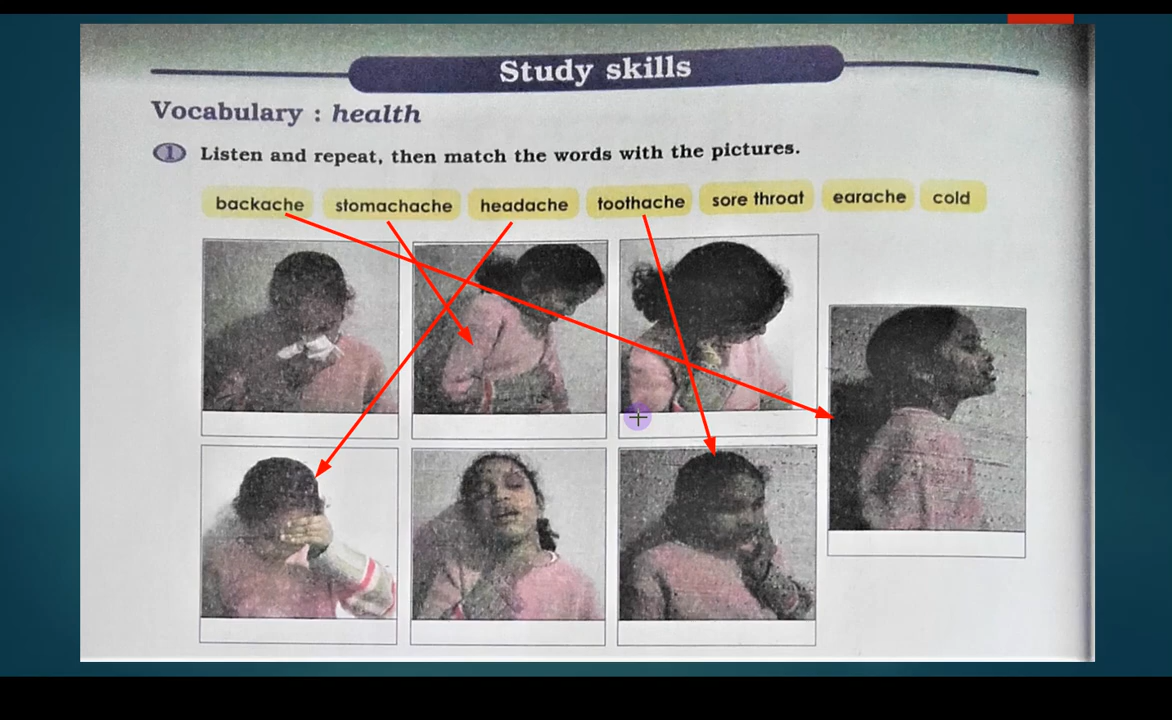 Study skills
Vocabulary : health
1 Listen and repeat, then match the words with the pictures.
backache stomachache headache toothache sore throat earache cold